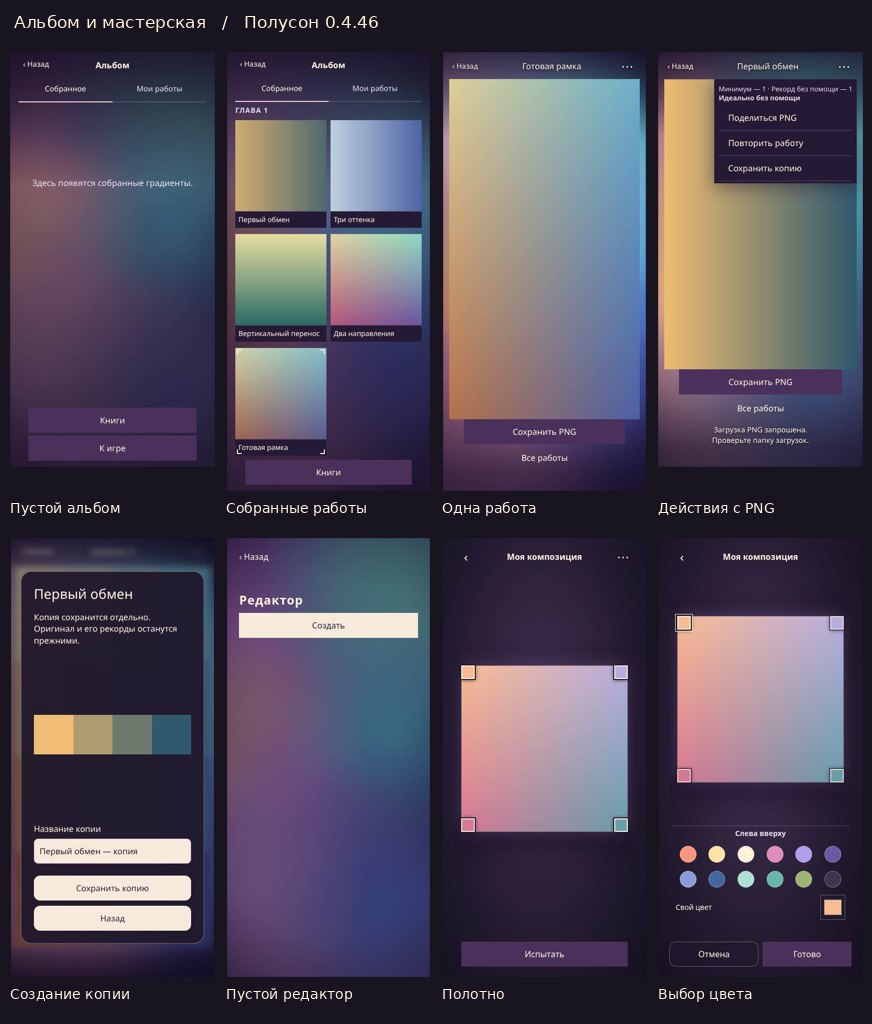 Альбом и мастерская / Полусон 0.4.46
‹ Назад
Альбом
Собранное
Мои работы
Здесь появятся собранные градиенты.
Книги
К игре
Пустой альбом
‹ Назад
Альбом
Собранное
Мои работы
ГЛАВА 1
Первый обмен
Три оттенка
Вертикальный перенос
Два направления
Готовая рамка
Книги
Собранные работы
‹ Назад
Готовая рамка
...
Сохранить PNG
Все работы
Одна работа
‹ Назад
Первый обмен
...
Минимум — 1 · Рекорд без помощи — 1
Идеально без помощи
Поделиться PNG
Повторить работу
Сохранить копию
Сохранить PNG
Все работы
Загрузка PNG запрошена.
Проверьте папку загрузок.
Действия с PNG
Первый обмен
Копия сохранится отдельно.
Оригинал и его рекорды останутся
прежними.
Название копии
Первый обмен — копия
Сохранить копию
Назад
Создание копии
‹ Назад
Редактор
Создать
Пустой редактор
‹
Моя композиция
...
Испытать
Полотно
‹
Моя композиция
Слева вверху
Свой цвет
Отмена
Готово
Выбор цвета